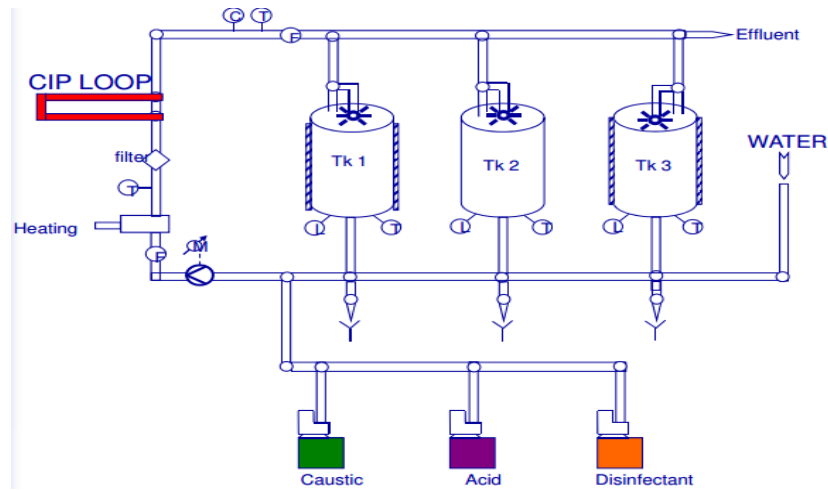 C T
F
Effluent
CIP LOOP
WATER
filter
Tk 1
Tk 2
Tk 3
T
Heating
L T
L T
L T
M
F
Caustic
Acid
Disinfectant